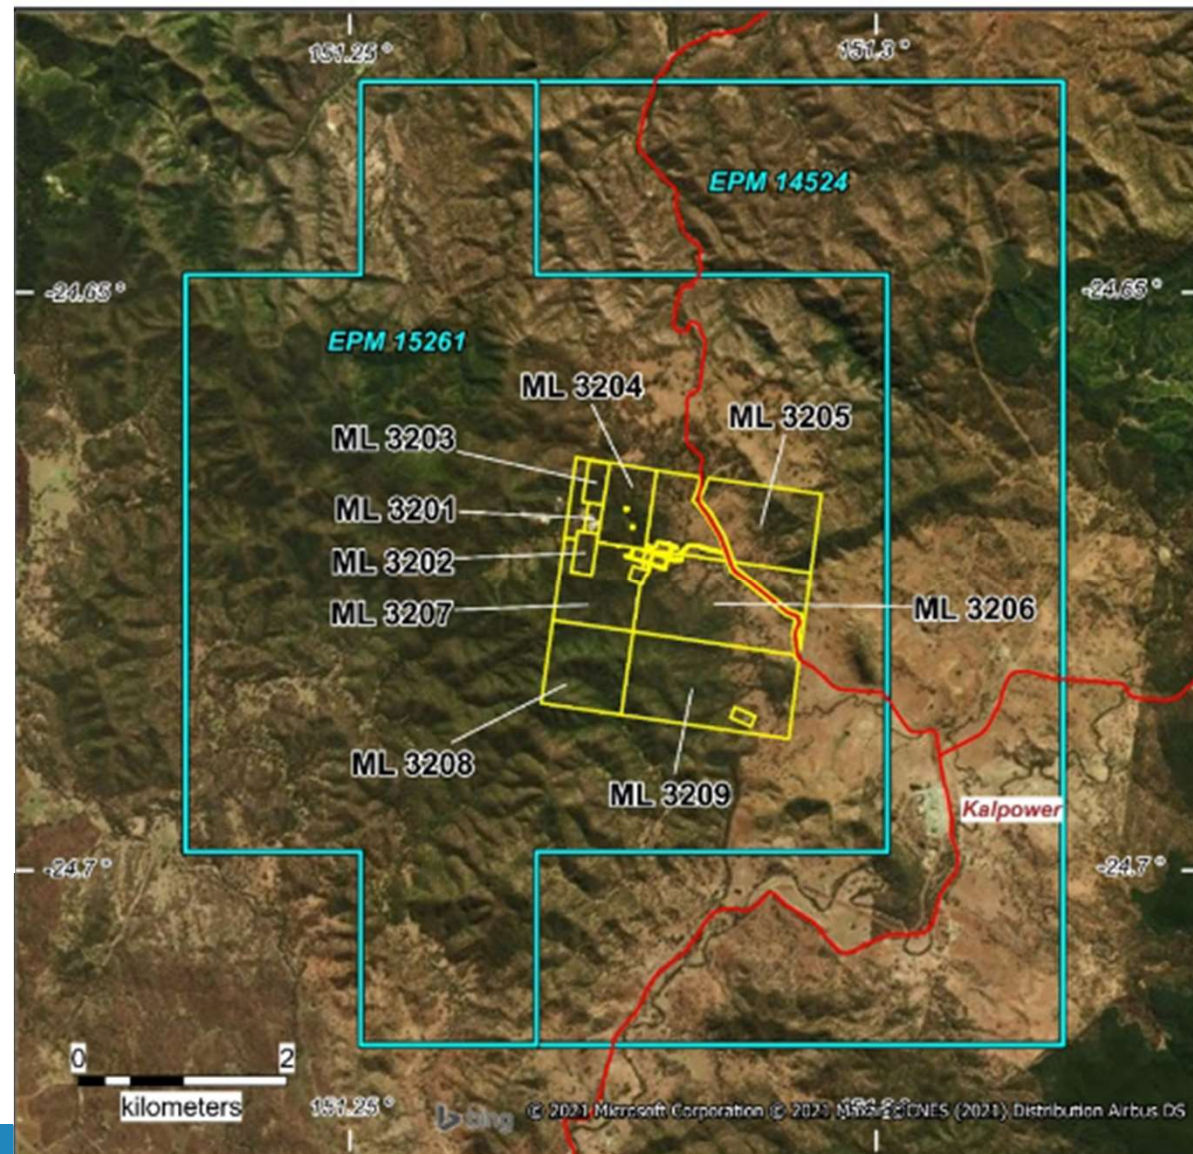 151.25 °
151.3 °
EPM 14524
-24.65 °
-24.65 °
EPM 15261
ML 3204
ML 3205
ML 3203
ML 3201
ML 3202
ML 3207
ML 3206
ML 3208
ML 3209
Kalpower
-24.7 °
-24.7 °
0 2
kilometers
151.25 °
bing
© 2021 Microsoft Corporation © 2021 Maxar ©CNES (2021) Distribution Airbus DS